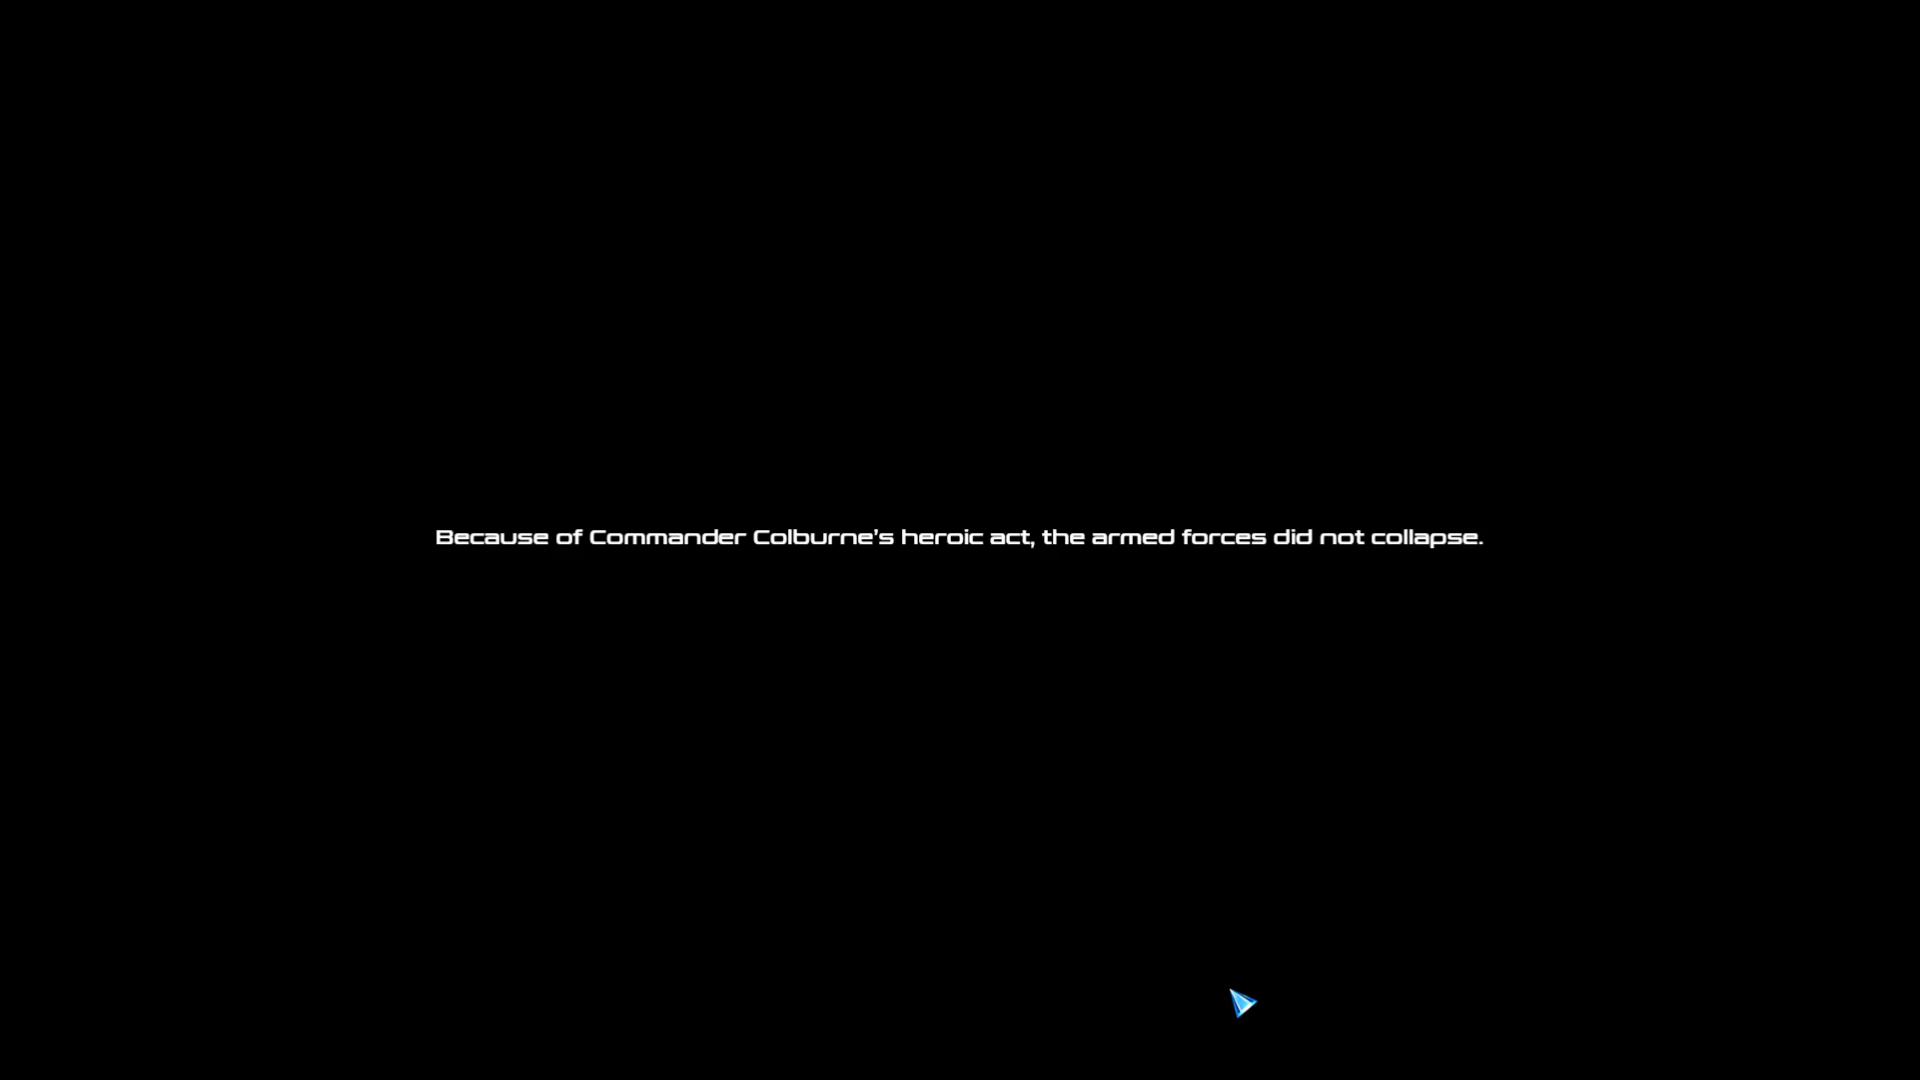 Because of Commander Colburne's heroic act, the armed forces did not collapse.